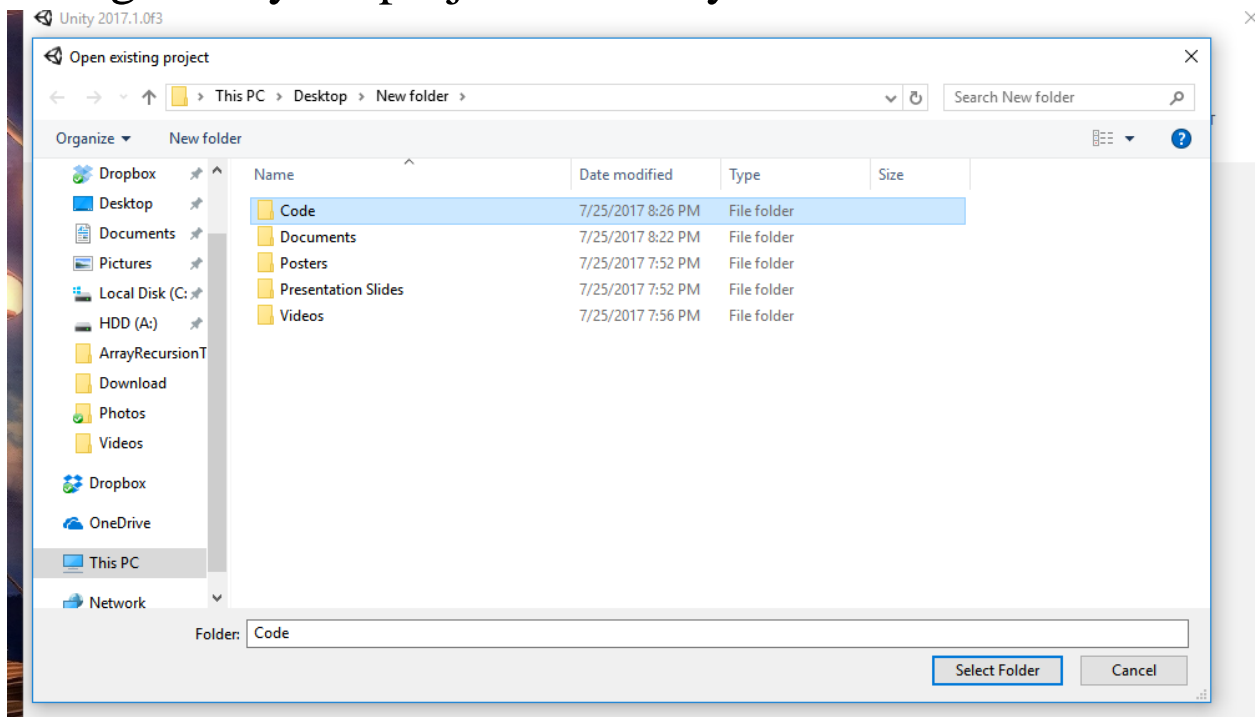 Unity 2017.1.0f3
Open existing project
This PC > Desktop > New folder >
Search New folder
Organize
New folder
Name Date modified Type Size
Dropbox
Desktop
Documents
Pictures
Local Disk (C:
HDD (A:)
ArrayRecursionT
Download
Photos
Videos
Dropbox
OneDrive
This PC
Network
Code 7/25/2017 8:26 PM File folder
Documents 7/25/2017 8:22 PM File folder
Posters 7/25/2017 7:52 PM File folder
Presentation Slides 7/25/2017 7:52 PM File folder
Videos 7/25/2017 7:56 PM File folder
Folder: Code
Select Folder Cancel